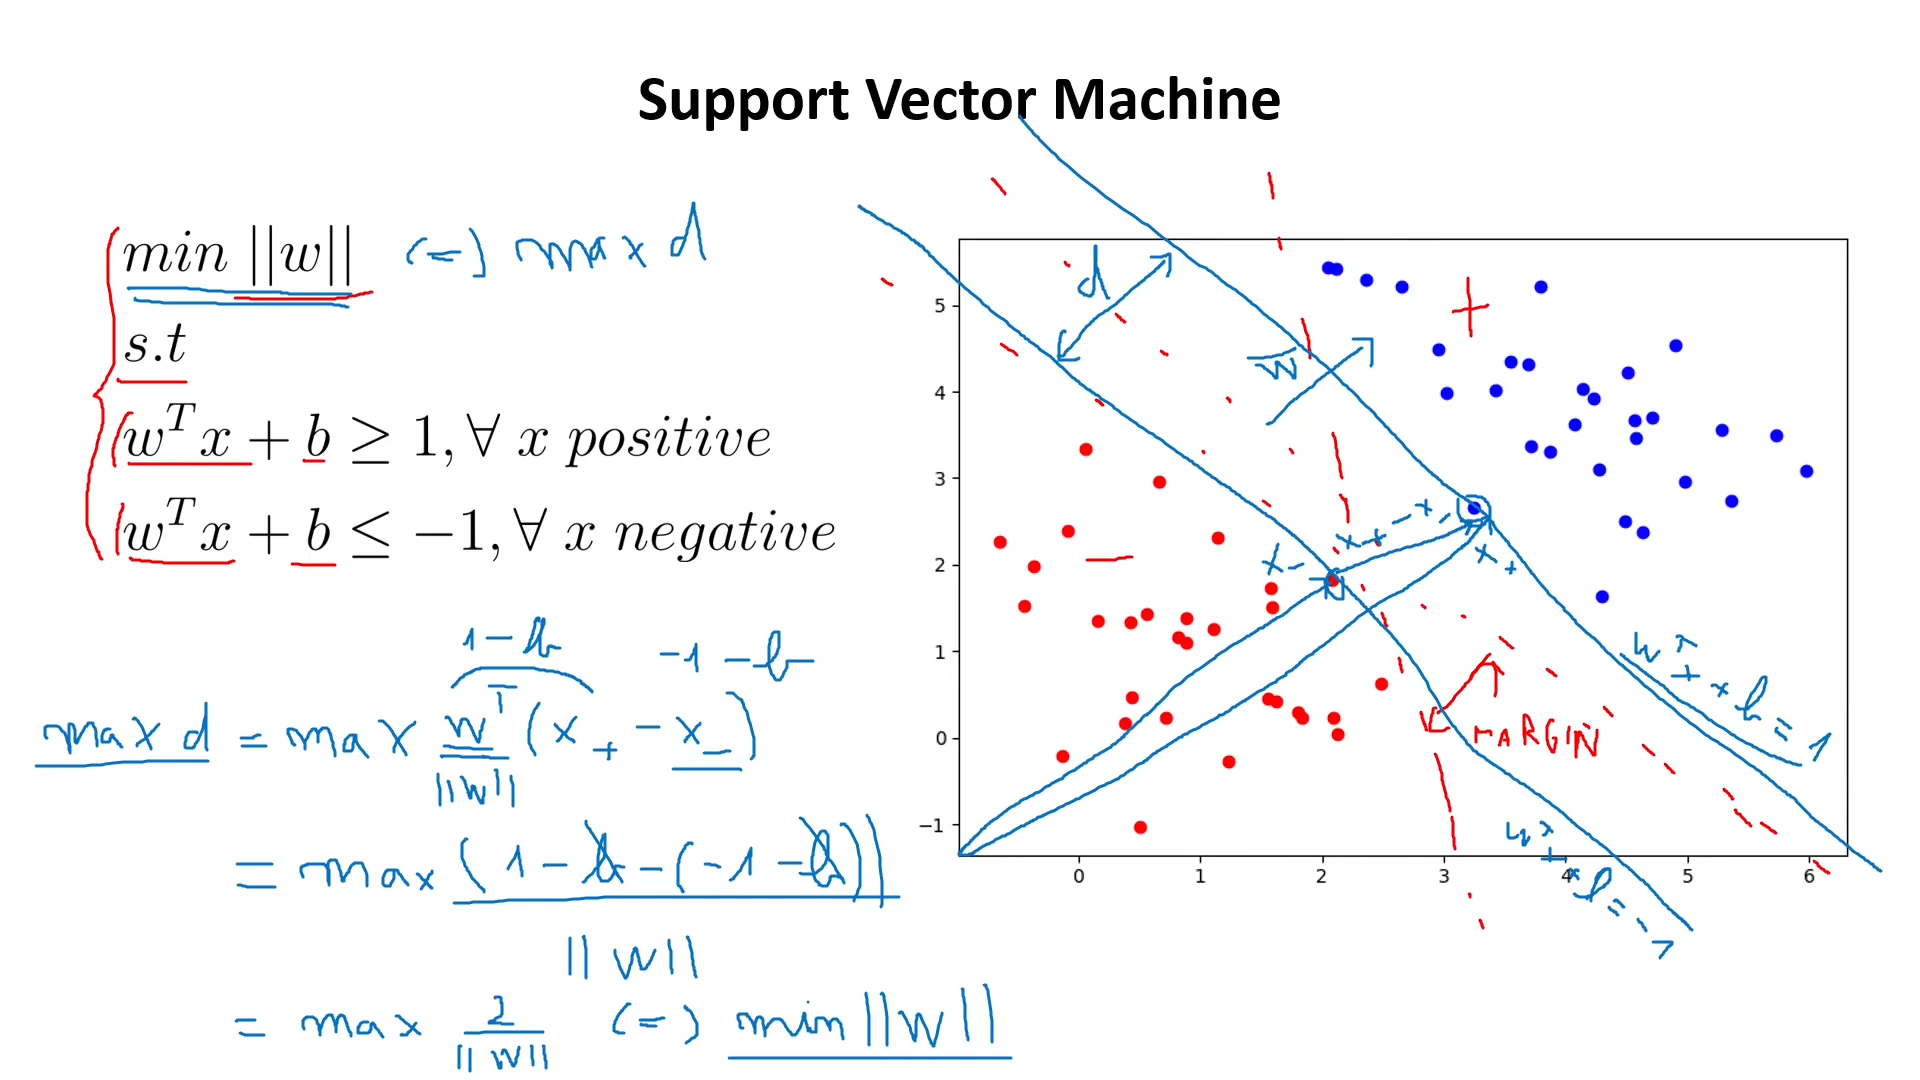 Support Vector Machine
min ||w|| (=) max d
s.t
w^T x + b ≥ 1, ∀ x positive
w^T x + b ≤ −1, ∀ x negative
1 - b
-1 - b
max d = max w^T (x+ - x-)
||w||
= max (1 - b - (-1 - b))
||w||
= max 2 (=) min ||w||
||w||
d
w
+
-
x+ - x-
x-
x+
w^T x + b = 1
MARGIN
w^T x + b = -1
5
4
3
2
1
0
−1
0 1 2 3 4 5 6